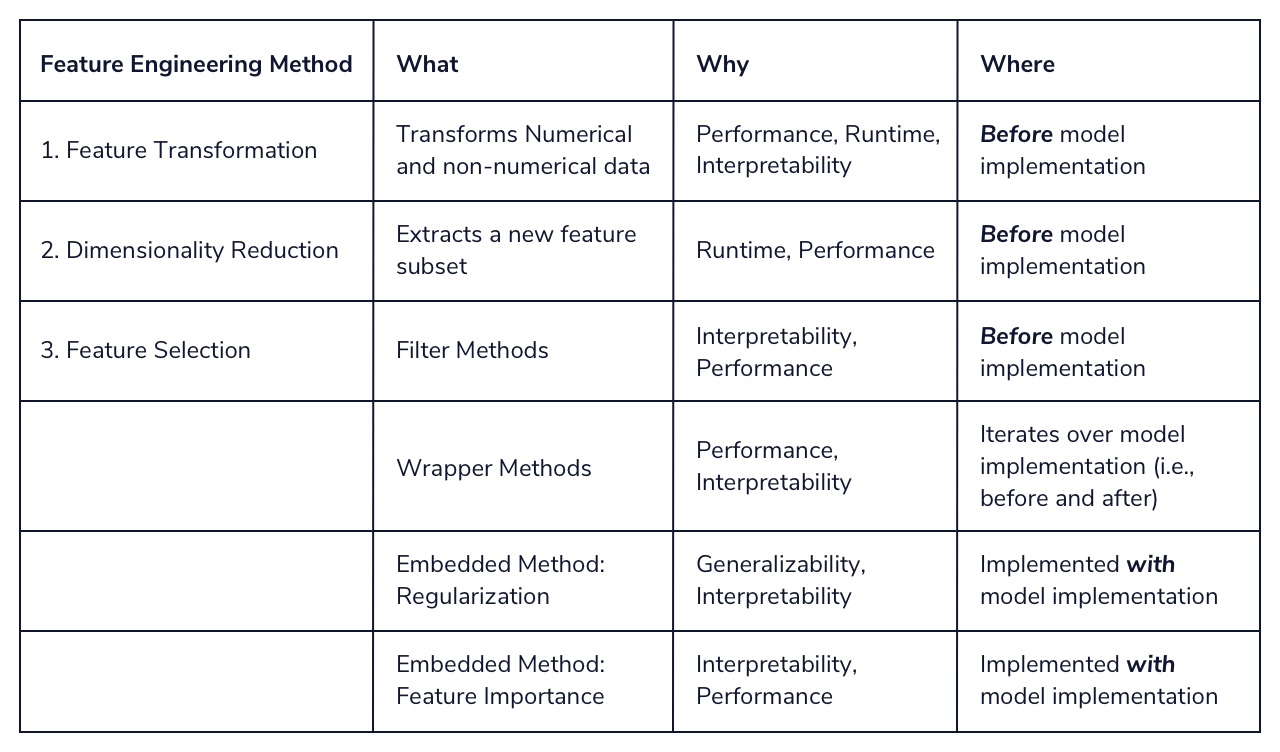 Feature Engineering Method
What
Why
Where
1. Feature Transformation
Transforms Numerical
and non-numerical data
Performance, Runtime,
Interpretability
Before model
implementation
2. Dimensionality Reduction
Extracts a new feature
subset
Runtime, Performance
Before model
implementation
3. Feature Selection
Filter Methods
Interpretability,
Performance
Before model
implementation
Wrapper Methods
Performance,
Interpretability
Iterates over model
implementation (i.e.,
before and after)
Embedded Method:
Regularization
Generalizability,
Interpretability
Implemented with
model implementation
Embedded Method:
Feature Importance
Interpretability,
Performance
Implemented with
model implementation